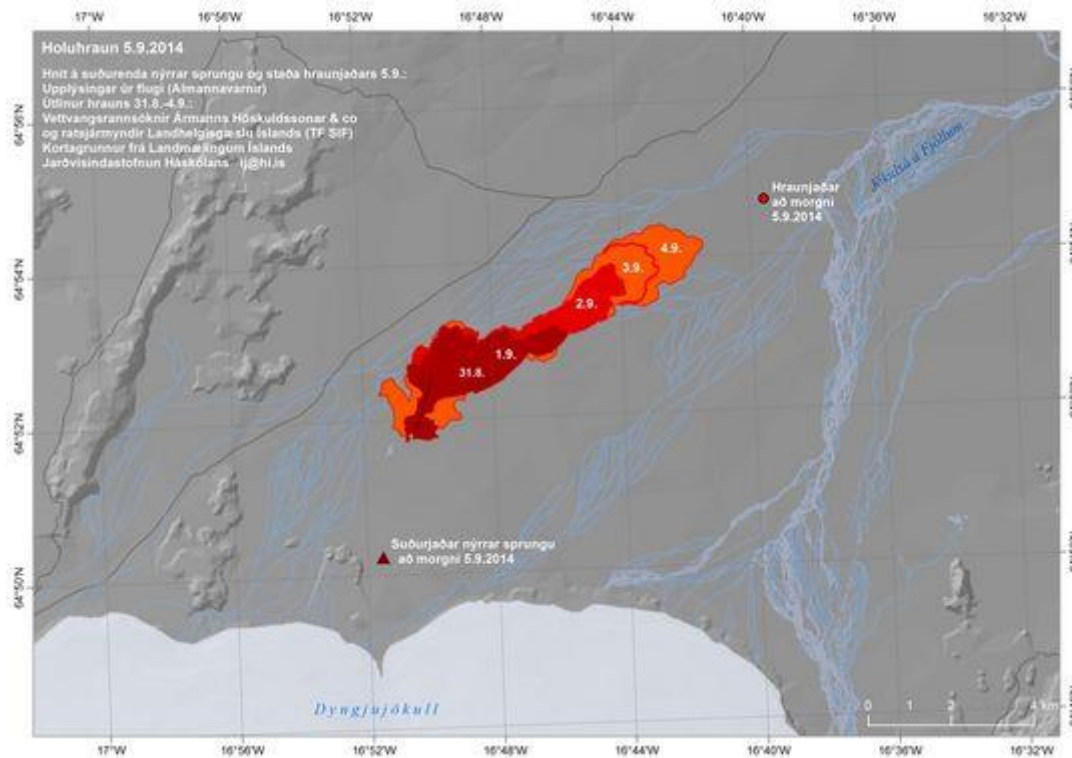 17°W 16°56'W 16°52'W 16°48'W 16°44'W 16°40'W 16°36'W 16°32'W
Holuhraun 5.9.2014
Hnit á suðurenda nýrrar sprungu og staða hraunjaðars 5.9.:
Upplýsingar úr flugi (Almannavarnir)
Útlínur hrauns 31.8.-4.9.:
Vettvangsrannsóknir Ármanns Höskuldssonar & co
og ratsjármyndir Landhelgisgæslu Íslands (TF SIF)
Kortagrunnur frá Landmælingum Íslands
Jarðvísindastofnun Háskólans ij@hi.is
64°56'N
Jökulsá á Fjöllum
Hraunjaðar
að morgni
5.9.2014
4.9.
3.9.
64°54'N
2.9.
1.9.
31.8.
64°52'N
Suðurjaðar nýrrar sprungu
að morgni 5.9.2014
64°50'N
Dyngjujökull
0 1 2 4 km
17°W 16°56'W 16°52'W 16°48'W 16°44'W 16°40'W 16°36'W 16°32'W